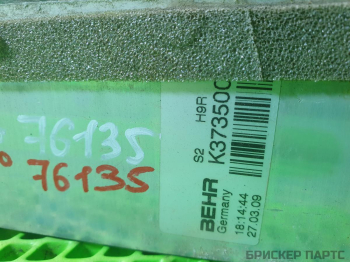 76135
76135
H9R
S2
K37350C
BEHR
Germany
18:14:44
27.03.09
БРИСКЕР ПАРТС